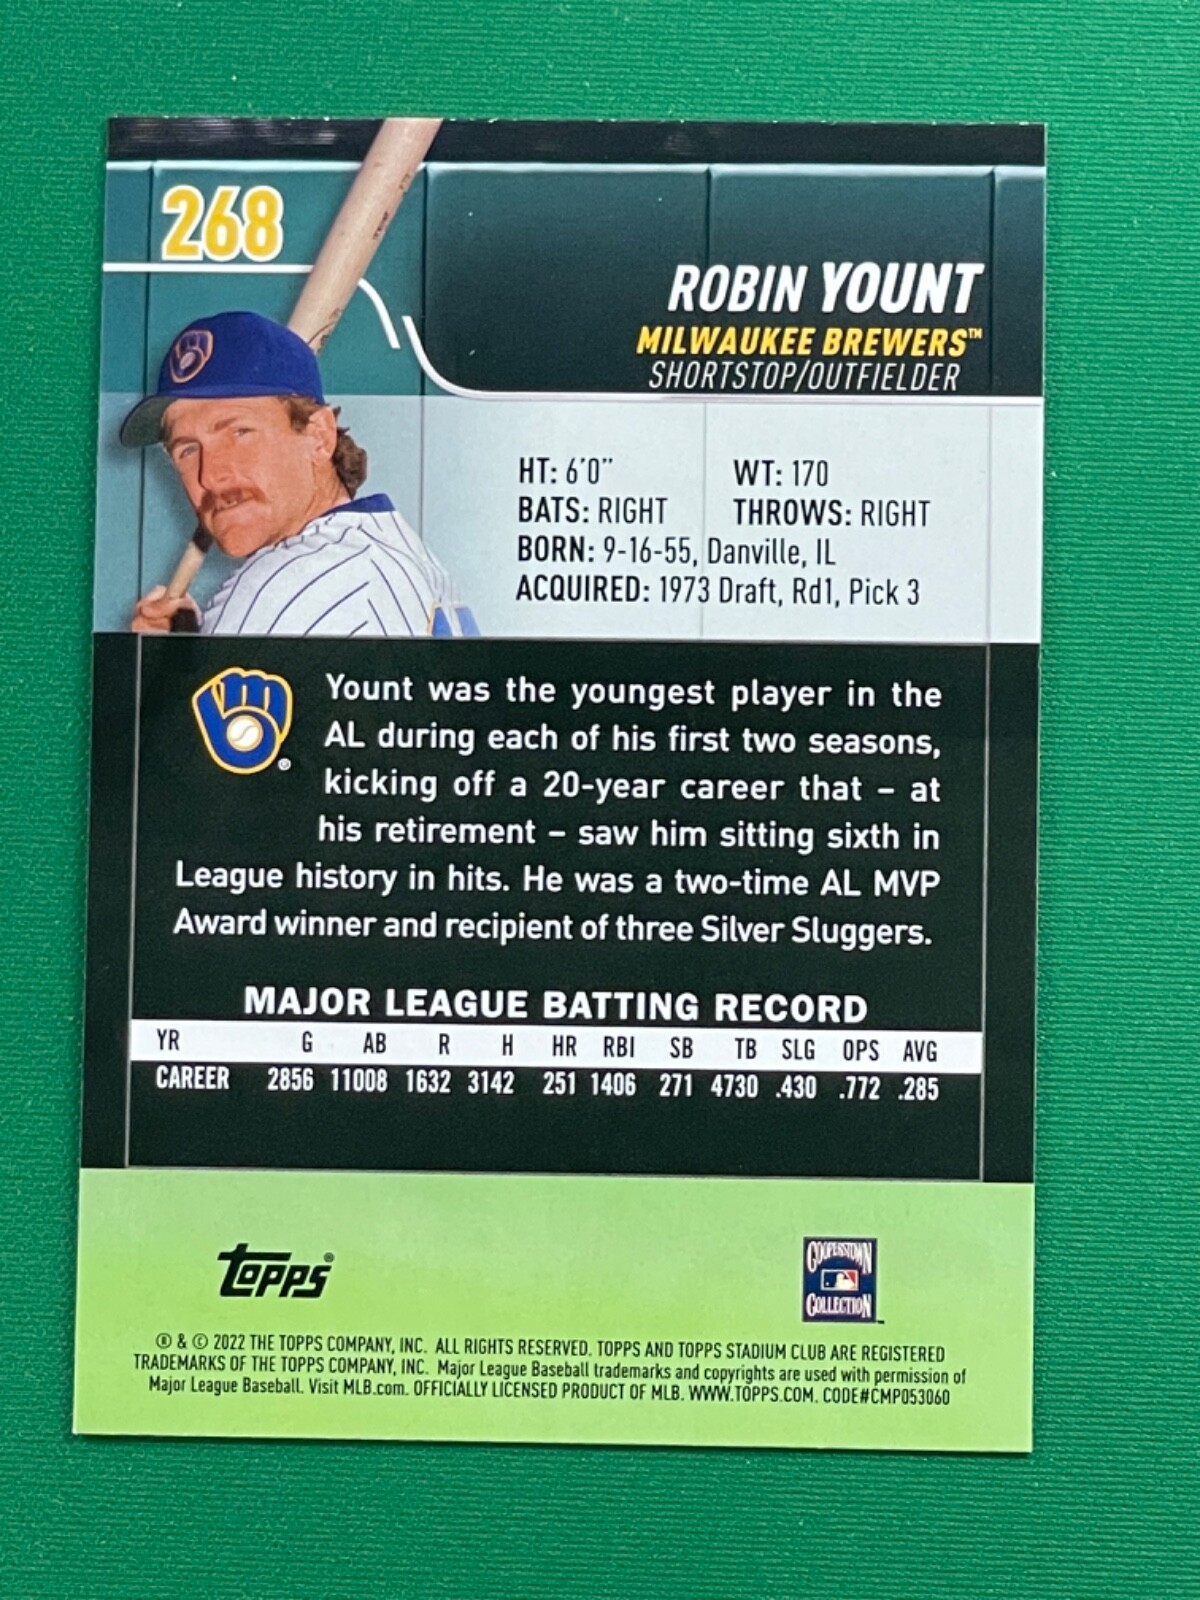 268
ROBIN YOUNT
MILWAUKEE BREWERS™
SHORTSTOP/OUTFIELDER
HT: 6'0" WT: 170
BATS: RIGHT THROWS: RIGHT
BORN: 9-16-55, Danville, IL
ACQUIRED: 1973 Draft, Rd1, Pick 3
Yount was the youngest player in the
AL during each of his first two seasons,
kicking off a 20-year career that – at
his retirement – saw him sitting sixth in
League history in hits. He was a two-time AL MVP
Award winner and recipient of three Silver Sluggers.
MAJOR LEAGUE BATTING RECORD
YR G AB R H HR RBI SB TB SLG OPS AVG
CAREER 2856 11008 1632 3142 251 1406 271 4730 .430 .772 .285
Topps®
COOPERSTOWN
COLLECTION™
® & © 2022 THE TOPPS COMPANY, INC. ALL RIGHTS RESERVED. TOPPS AND TOPPS STADIUM CLUB ARE REGISTERED
TRADEMARKS OF THE TOPPS COMPANY, INC. Major League Baseball trademarks and copyrights are used with permission of
Major League Baseball. Visit MLB.com. OFFICIALLY LICENSED PRODUCT OF MLB. WWW.TOPPS.COM. CODE#CMP053060